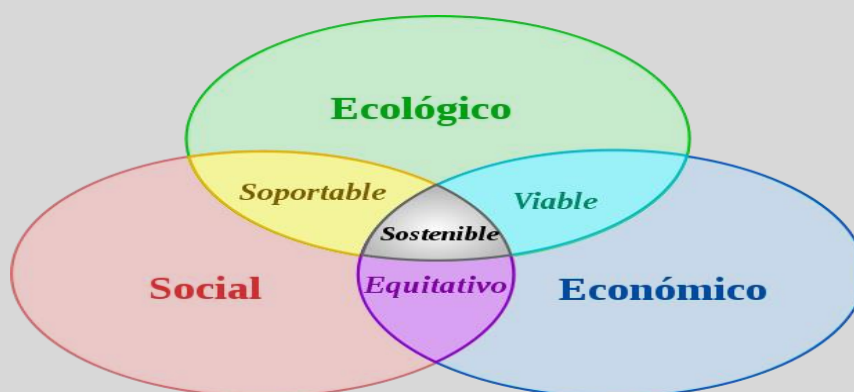 Ecológico
Soportable
Viable
Sostenible
Social
Equitativo
Económico